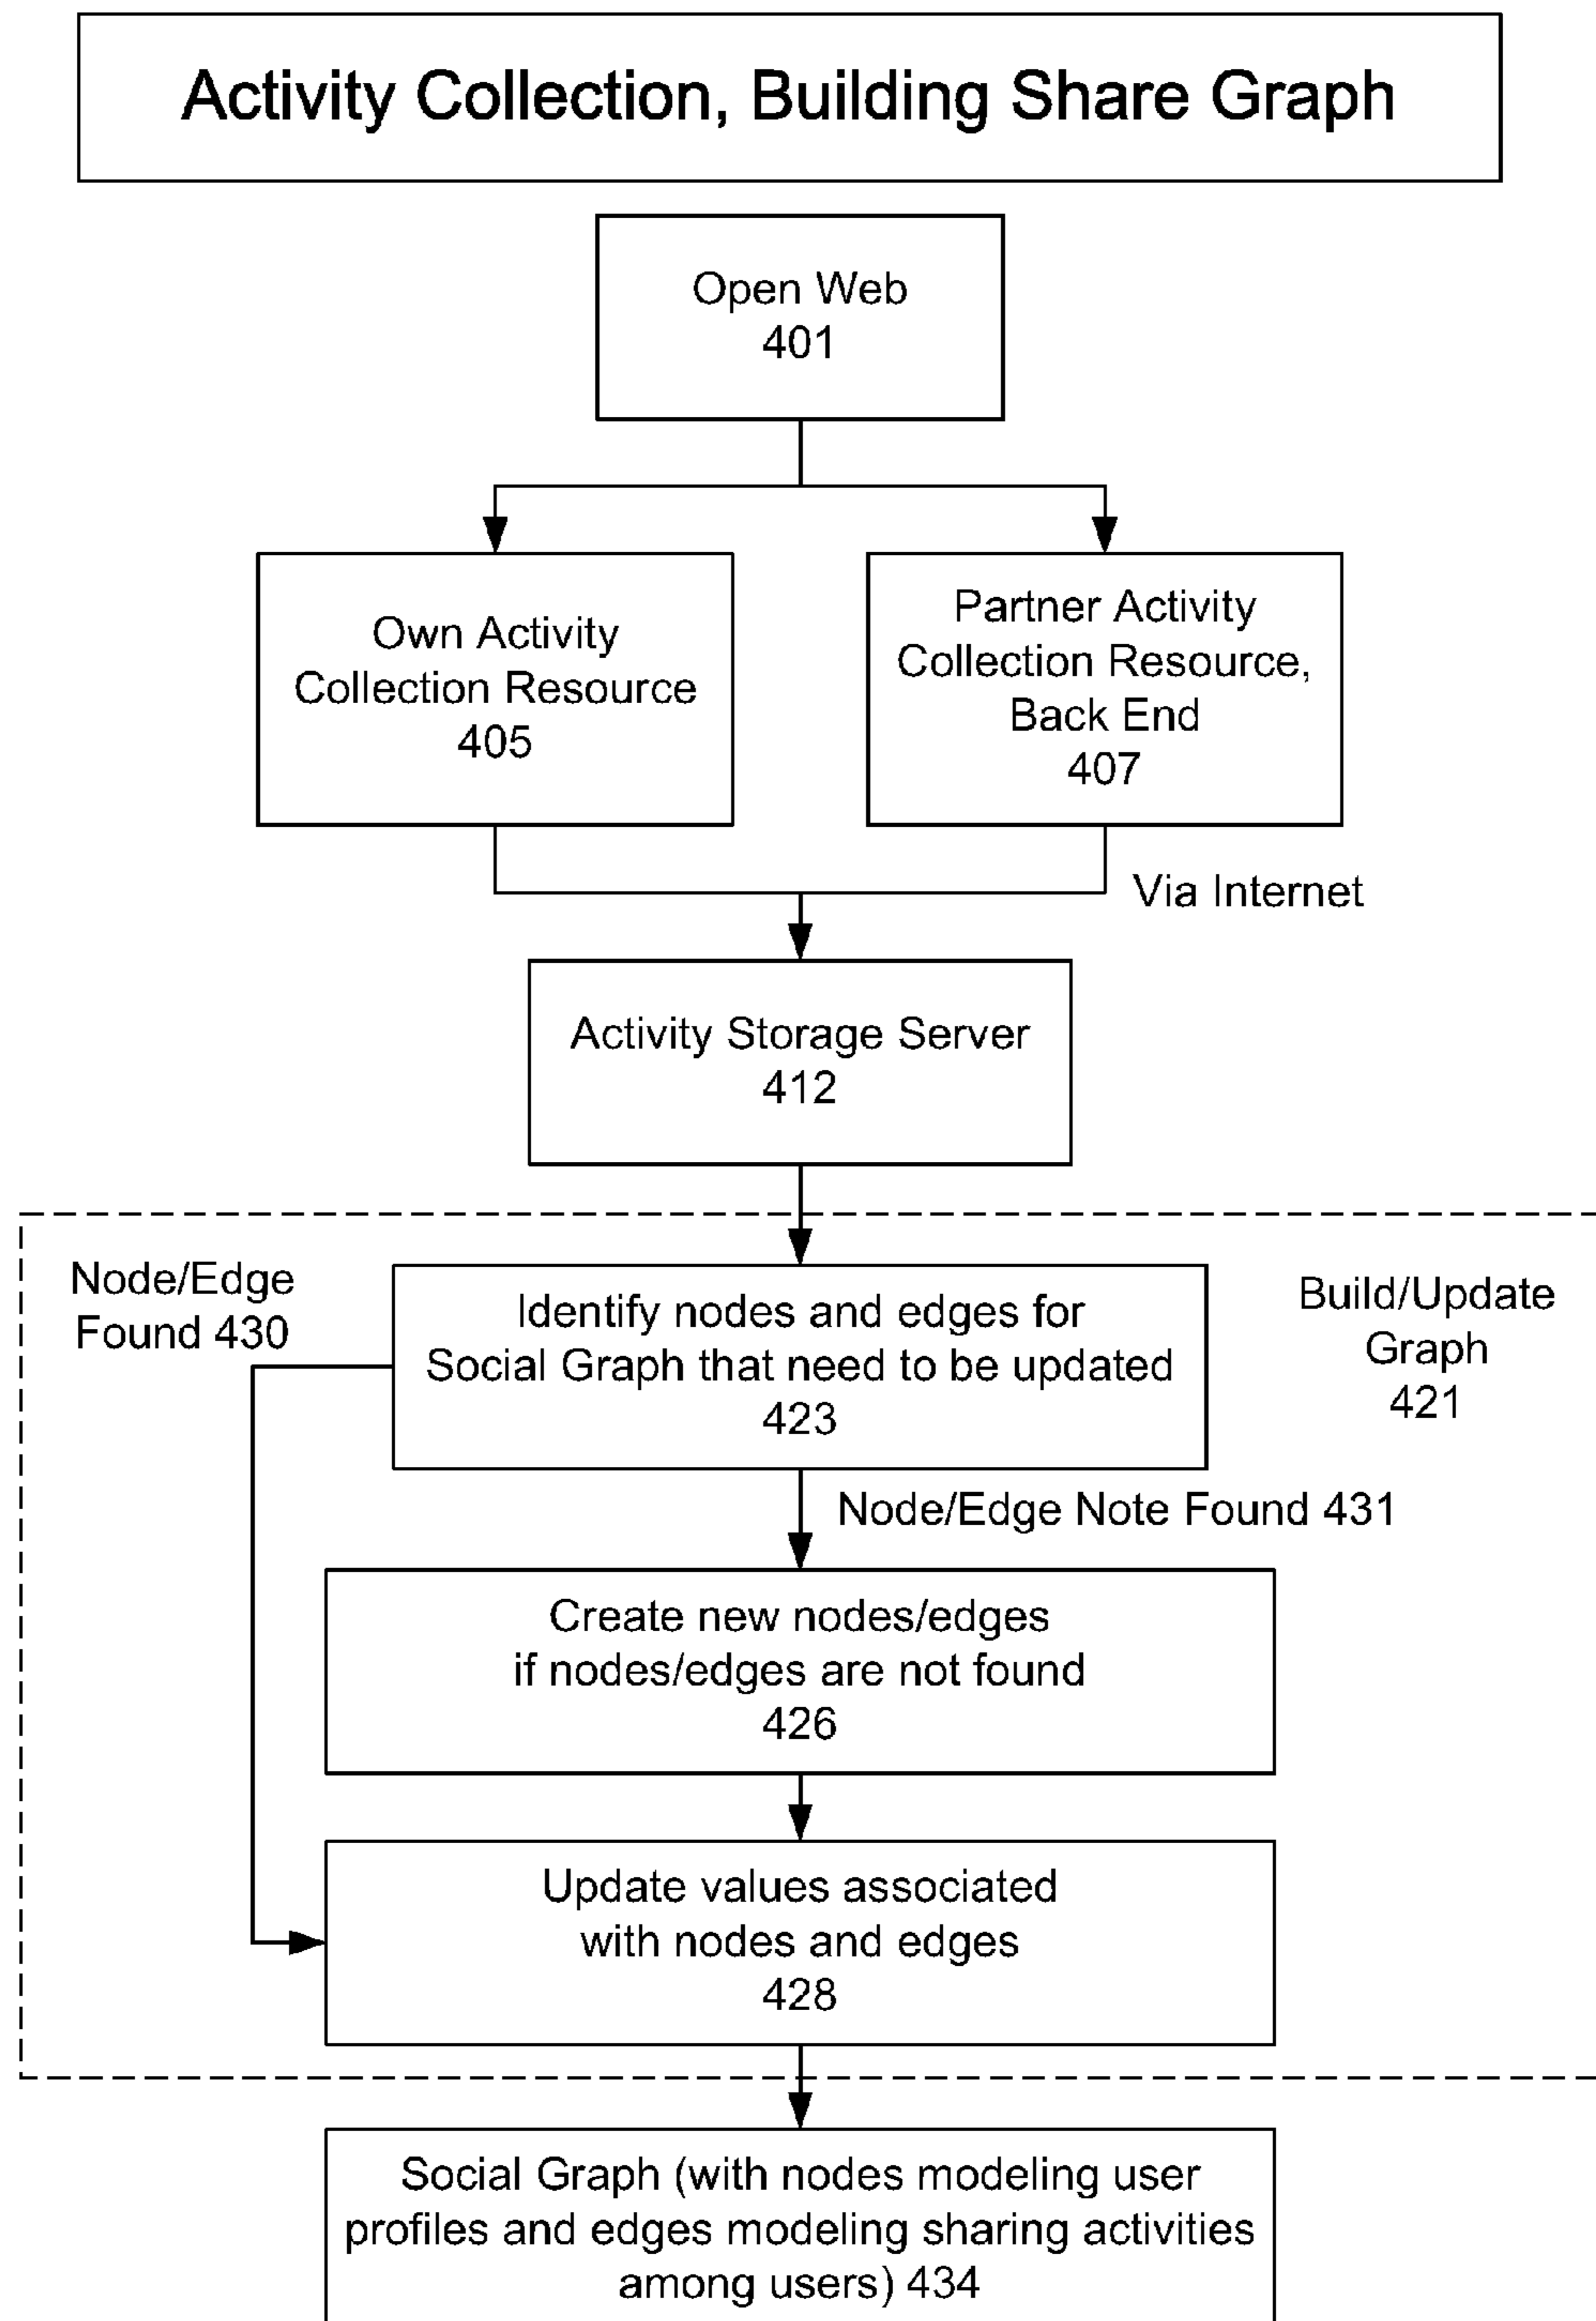 Activity Collection, Building Share Graph
Open Web
401
Own Activity
Collection Resource
405
Partner Activity
Collection Resource,
Back End
407
Via Internet
Activity Storage Server
412
Node/Edge
Found 430
Identify nodes and edges for
Social Graph that need to be updated
423
Build/Update
Graph
421
Node/Edge Note Found 431
Create new nodes/edges
if nodes/edges are not found
426
Update values associated
with nodes and edges
428
Social Graph (with nodes modeling user
profiles and edges modeling sharing activities
among users) 434